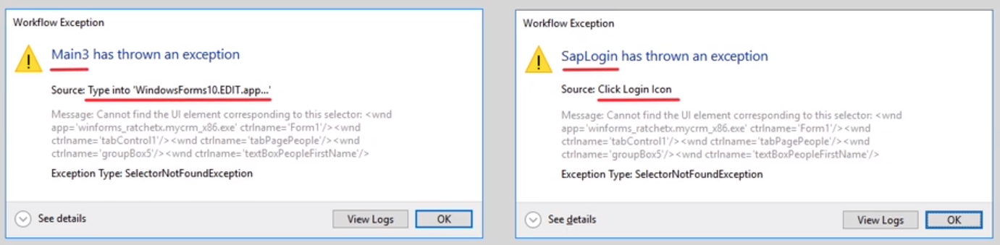 Workflow Exception
Main3 has thrown an exception
Source: Type into 'WindowsForms10.EDIT.app...'
Message: Cannot find the UI element corresponding to this selector: <wnd
app='winforms_ratchetx.mycrm_x86.exe' ctrlname='Form1'/><wnd
ctrlname='tabControl1'/><wnd ctrlname='tabPagePeople'/><wnd
ctrlname='groupBox5'/><wnd ctrlname='textBoxPeopleFirstName'/>
Exception Type: SelectorNotFoundException
See details
View Logs
OK
Workflow Exception
SapLogin has thrown an exception
Source: Click Login Icon
Message: Cannot find the UI element corresponding to this selector: <wnd
app='winforms_ratchetx.mycrm_x86.exe' ctrlname='Form1'/><wnd
ctrlname='tabControl1'/><wnd ctrlname='tabPagePeople'/><wnd
ctrlname='groupBox5'/><wnd ctrlname='textBoxPeopleFirstName'/>
Exception Type: SelectorNotFoundException
See details
View Logs
OK